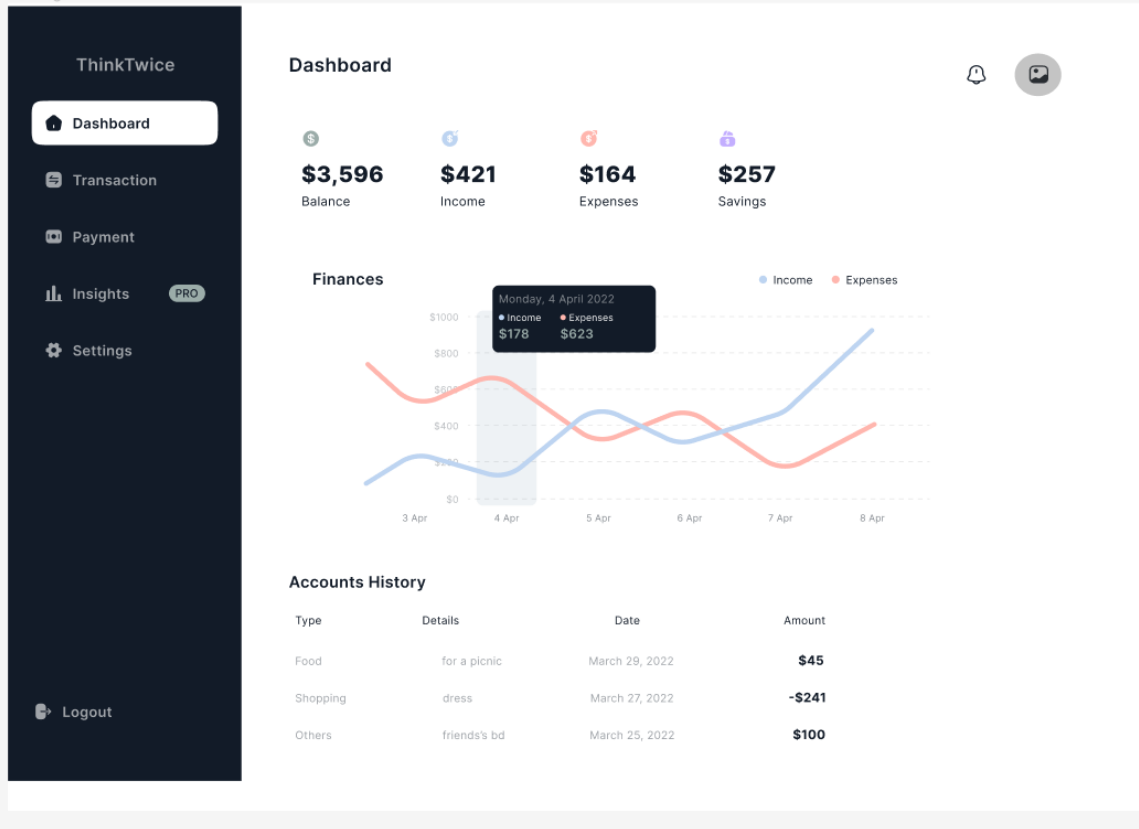 ThinkTwice
Dashboard
Transaction
Payment
Insights PRO
Settings
Logout
Dashboard
$3,596 $421 $164 $257
Balance Income Expenses Savings
Finances
Income Expenses
Monday, 4 April 2022
Income Expenses
$178 $623
$1000
$800
$400
$0
3 Apr 4 Apr 5 Apr 6 Apr 7 Apr 8 Apr
Accounts History
Type Details Date Amount
Food for a picnic March 29, 2022 $45
Shopping dress March 27, 2022 -$241
Others friends's bd March 25, 2022 $100